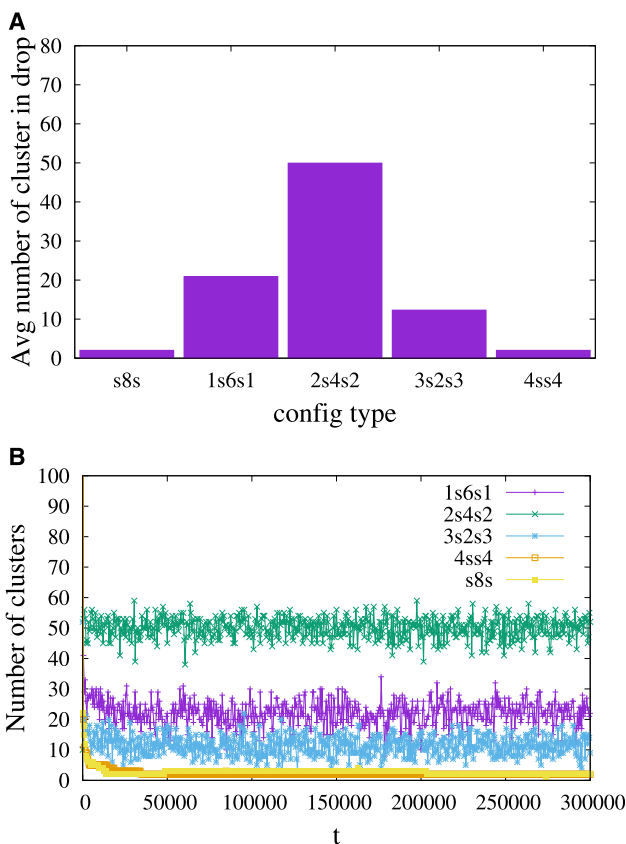 A
Avg number of cluster in drop
80
70
60
50
40
30
20
10
0
s8s 1s6s1 2s4s2 3s2s3 4ss4
config type
B
Number of clusters
100
90
80
70
60
50
40
30
20
10
0
1s6s1
2s4s2
3s2s3
4ss4
s8s
0 50000 100000 150000 200000 250000 300000
t